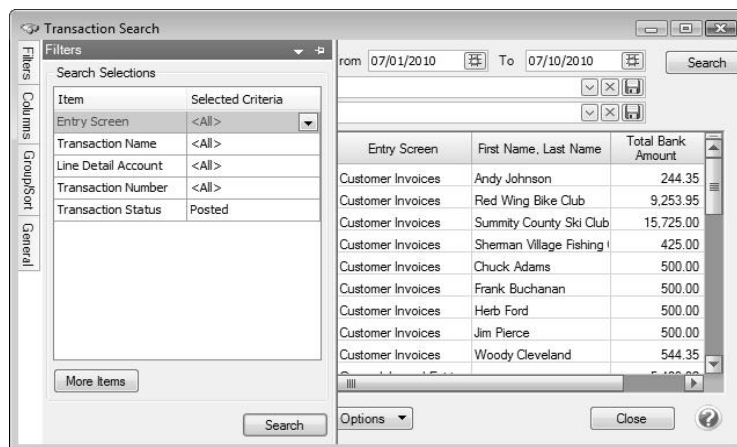 Transaction Search
Filters
Columns
Group/Sort
General
Filters
Search Selections
Item Selected Criteria
Entry Screen <All>
Transaction Name <All>
Line Detail Account <All>
Transaction Number <All>
Transaction Status Posted
More Items
Search
rom 07/01/2010 To 07/10/2010 Search
Entry Screen First Name, Last Name Total Bank Amount
Customer Invoices Andy Johnson 244.35
Customer Invoices Red Wing Bike Club 9,253.95
Customer Invoices Summity County Ski Club 15,725.00
Customer Invoices Sherman Village Fishing 425.00
Customer Invoices Chuck Adams 500.00
Customer Invoices Frank Buchanan 500.00
Customer Invoices Herb Ford 500.00
Customer Invoices Jim Pierce 500.00
Customer Invoices Woody Cleveland 544.35
Options Close